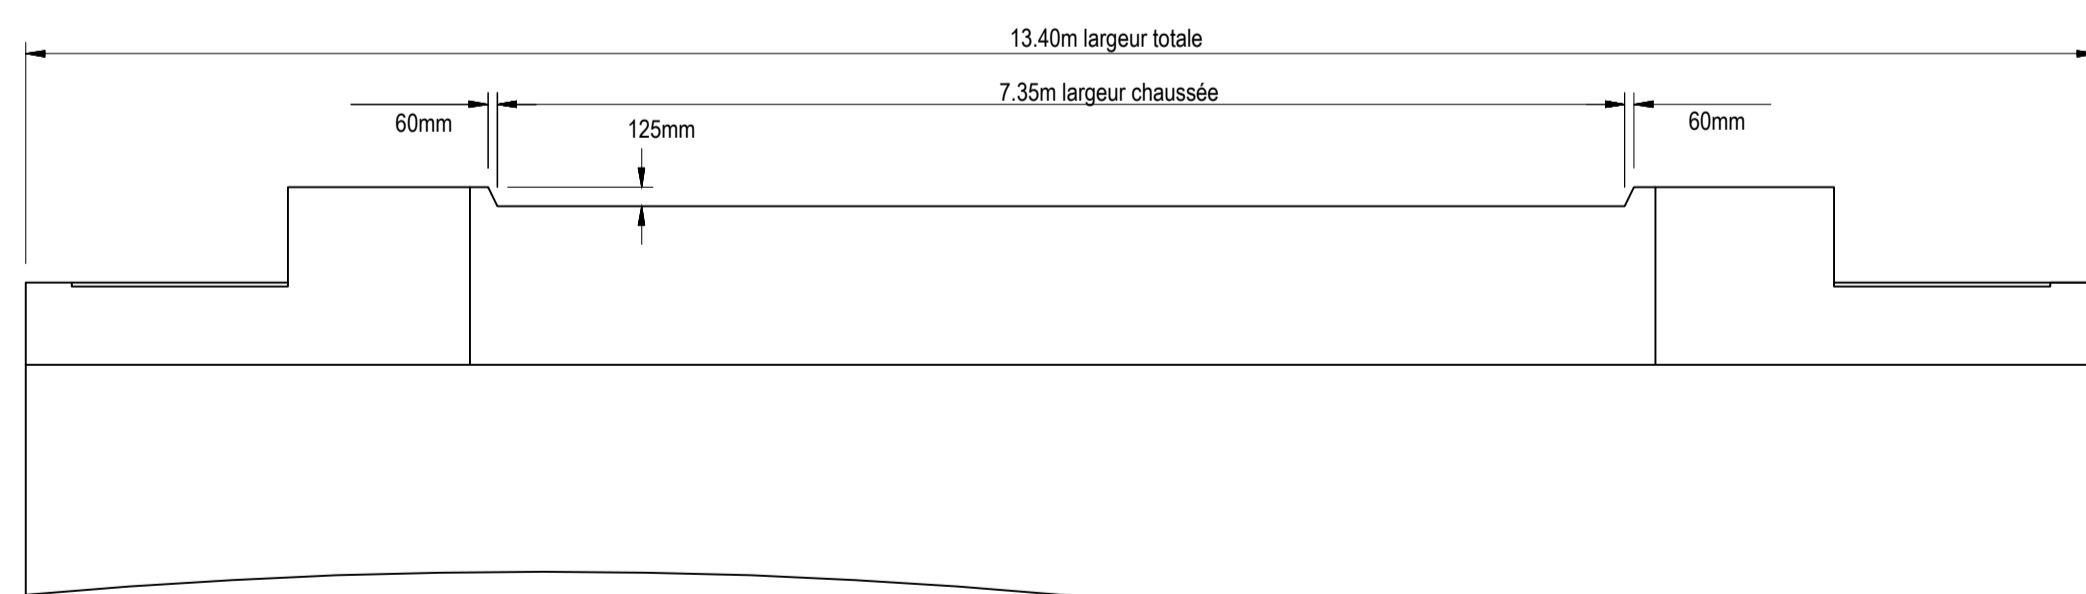 13.40m largeur totale
7.35m largeur chaussée
60mm
125mm
60mm